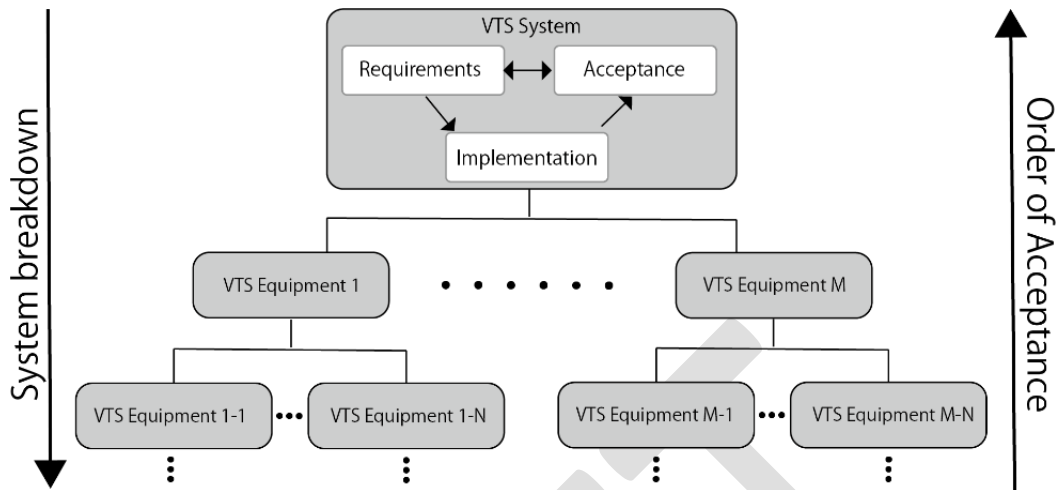 VTS System
Requirements
Acceptance
Implementation
System breakdown
Order of Acceptance
VTS Equipment 1
VTS Equipment M
VTS Equipment 1-1
VTS Equipment 1-N
VTS Equipment M-1
VTS Equipment M-N